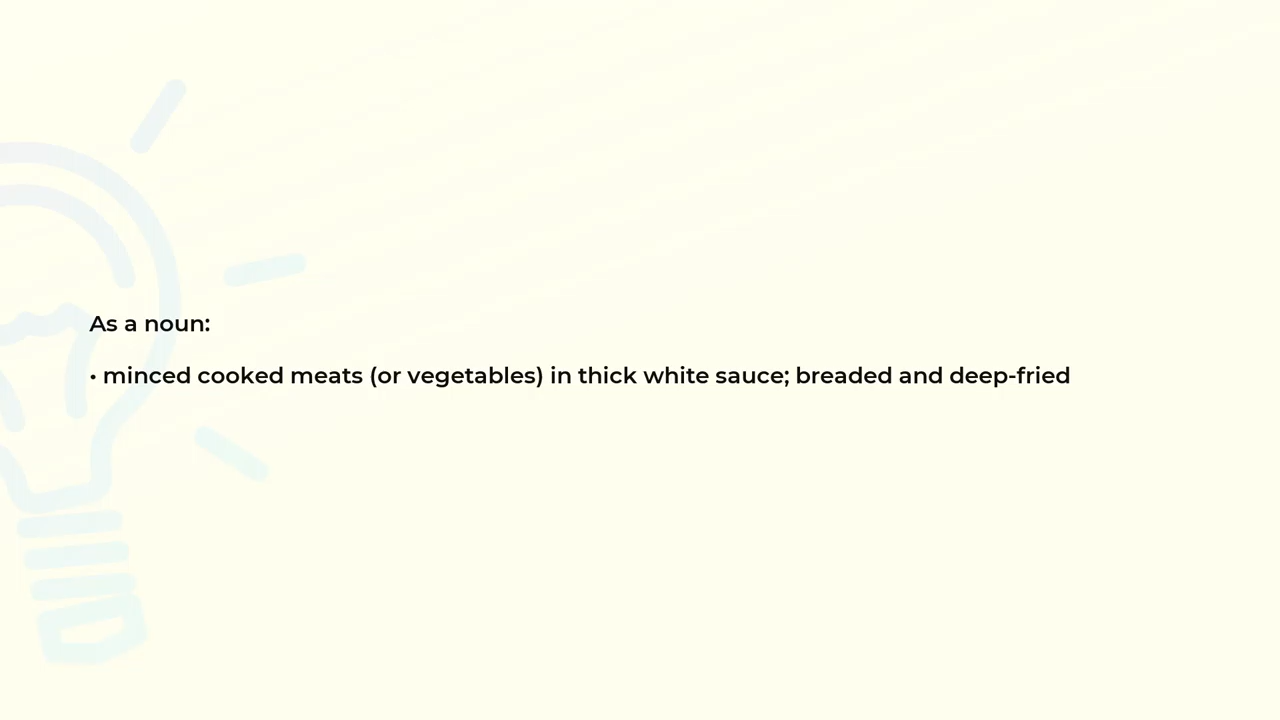 As a noun:
• minced cooked meats (or vegetables) in thick white sauce; breaded and deep-fried